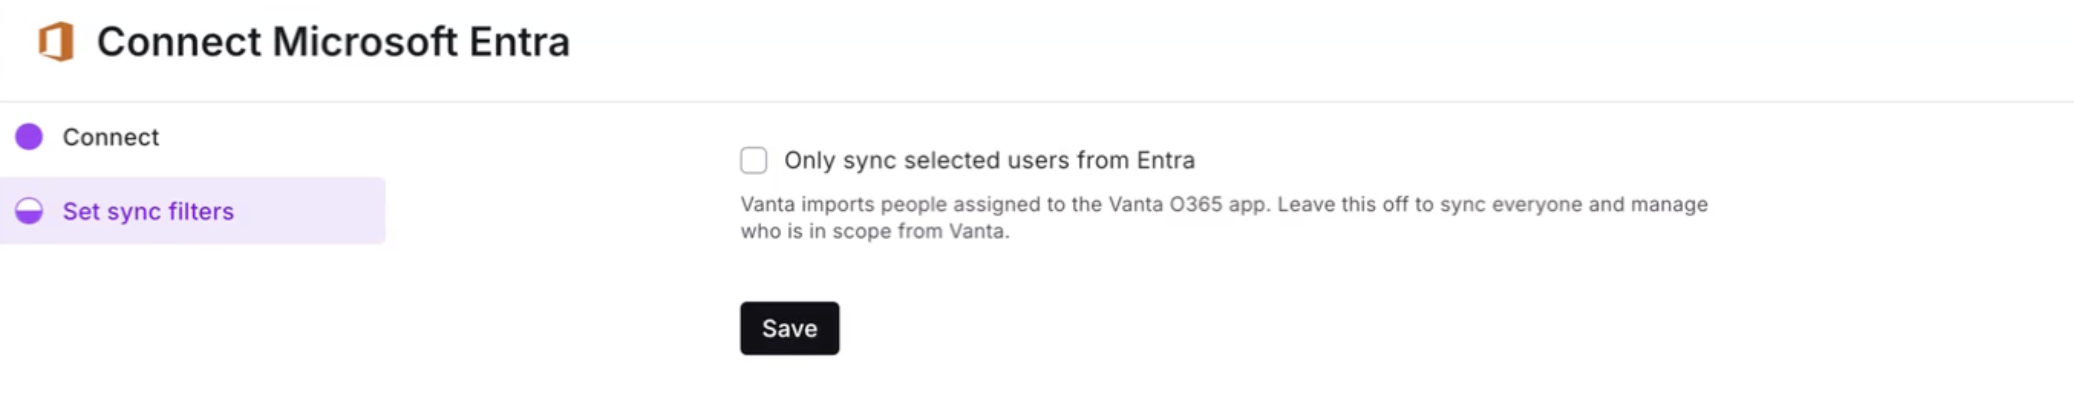 Connect Microsoft Entra
Connect
Set sync filters
Only sync selected users from Entra
Vanta imports people assigned to the Vanta O365 app. Leave this off to sync everyone and manage
who is in scope from Vanta.
Save